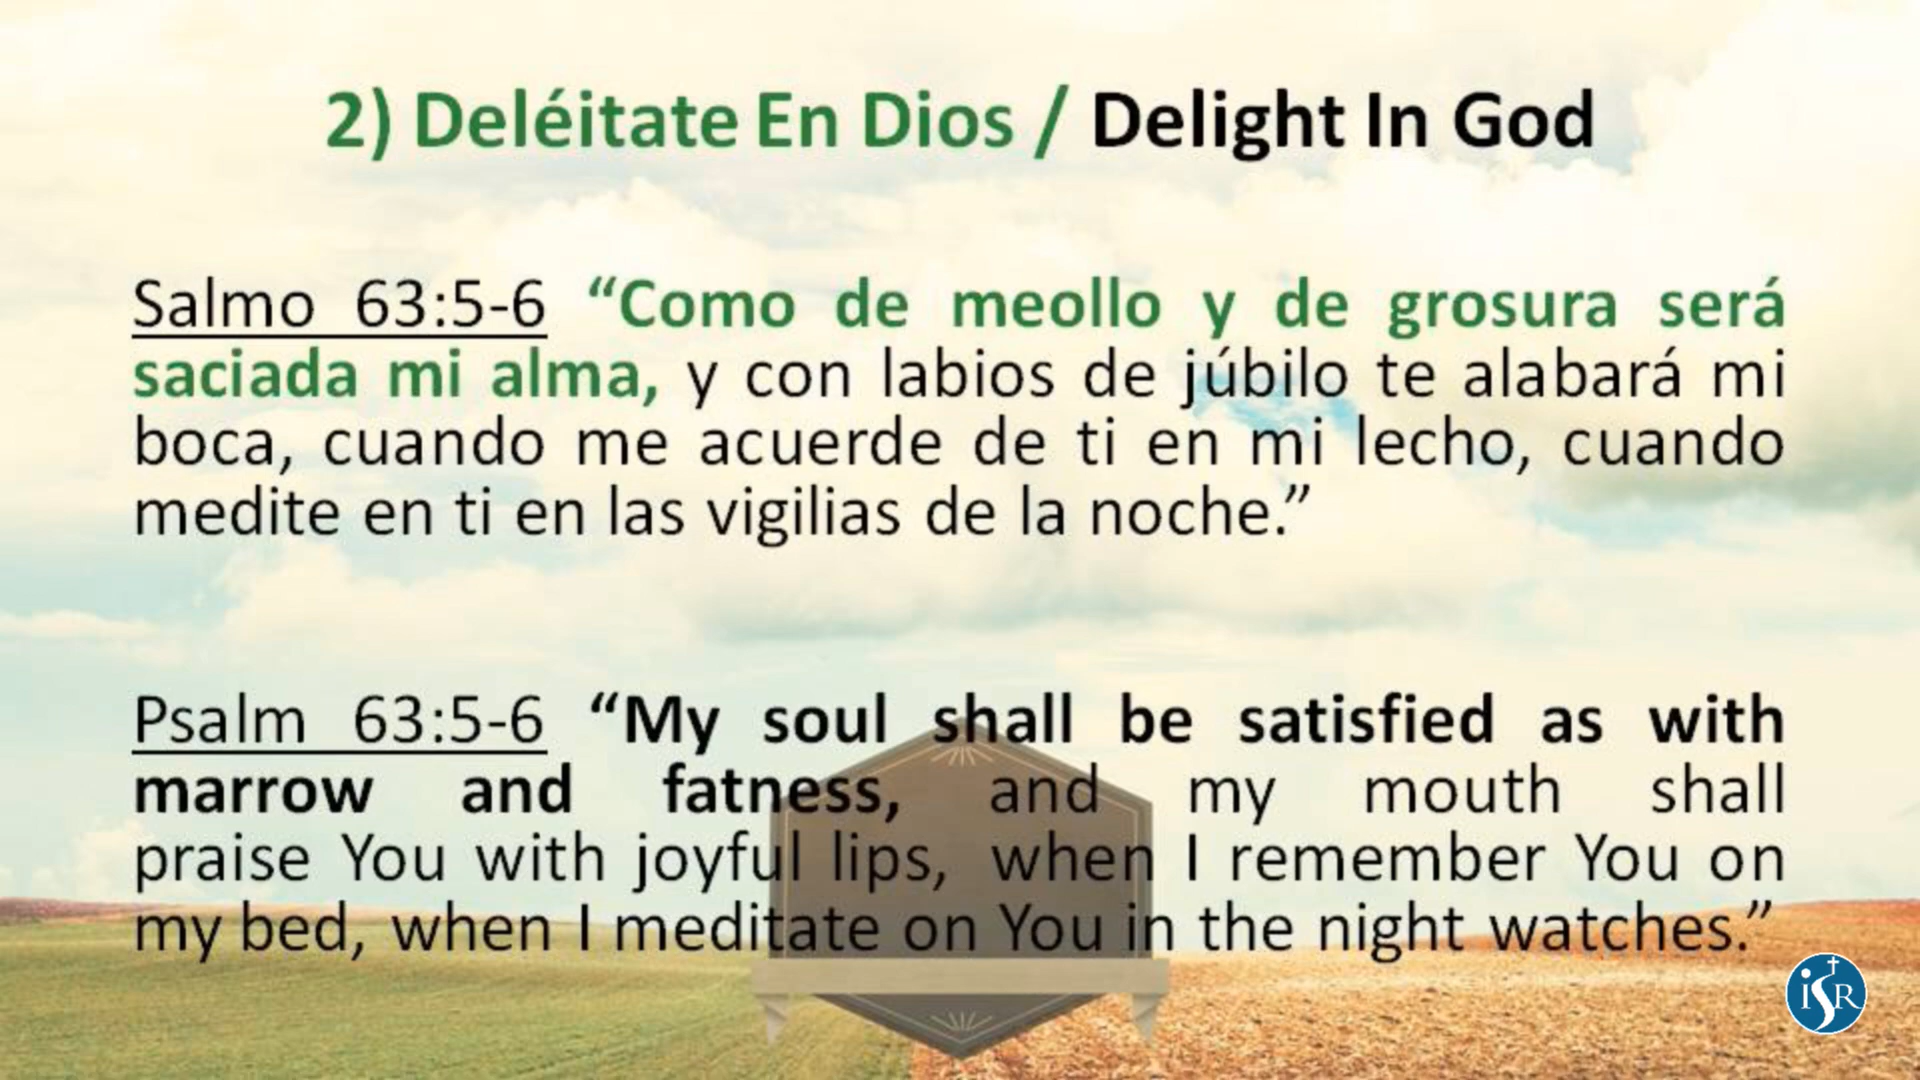 2) Deléitate En Dios / Delight In God
Salmo 63:5-6 “Como de meollo y de grosura será
saciada mi alma, y con labios de júbilo te alabará mi
boca, cuando me acuerde de ti en mi lecho, cuando
medite en ti en las vigilias de la noche.”
Psalm 63:5-6 “My soul shall be satisfied as with
marrow and fatness, and my mouth shall
praise You with joyful lips, when I remember You on
my bed, when I meditate on You in the night watches.”
iSR